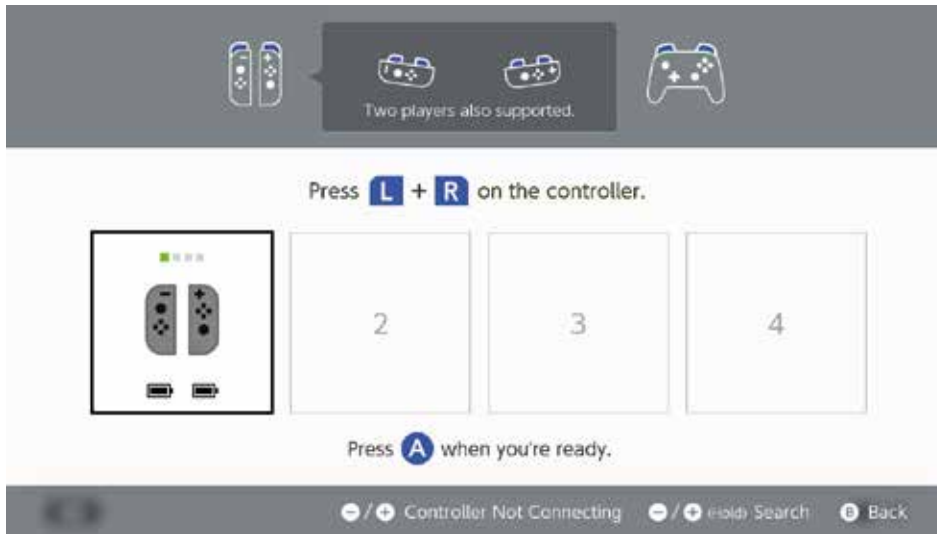 Two players also supported.
Press L + R on the controller.
2
3
4
Press A when you're ready.
/ Controller Not Connecting / (Hold) Search B Back